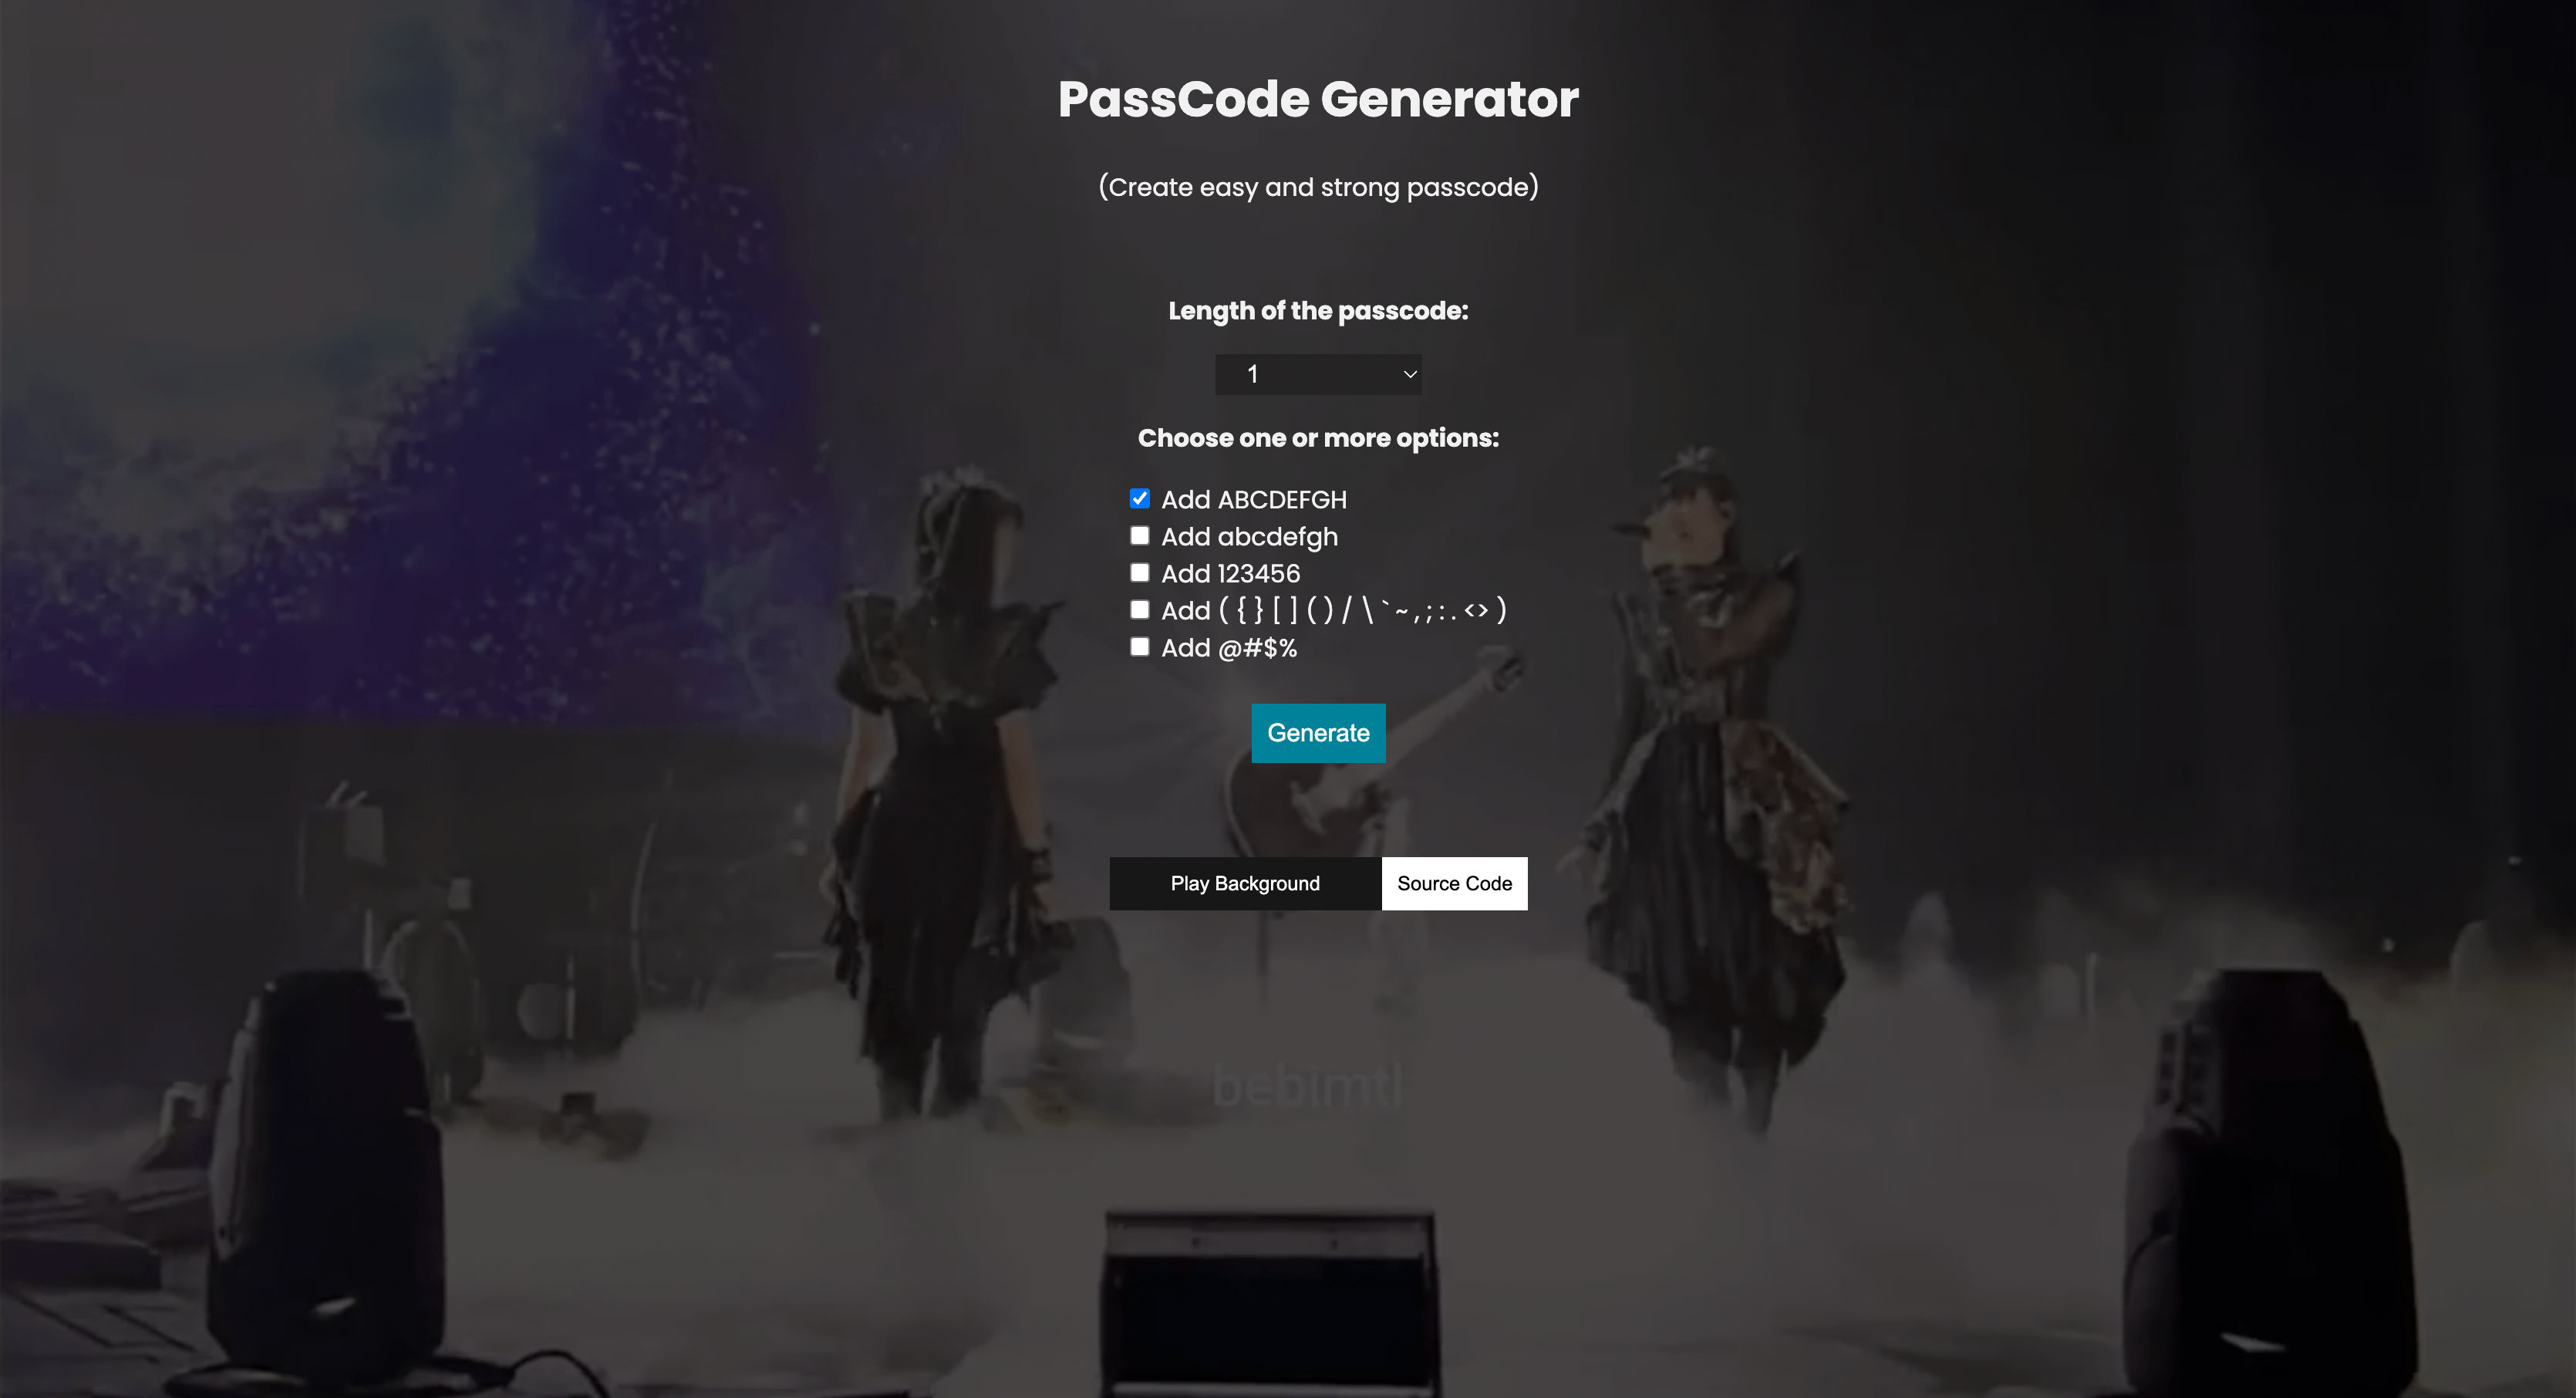 PassCode Generator
(Create easy and strong passcode)
Length of the passcode:
1
Choose one or more options:
Add ABCDEFGH
Add abcdefgh
Add 123456
Add ( { } [ ] ( ) / \ ` ~ , ; : . < > )
Add @#$%
Generate
Play Background
Source Code
bebimtl